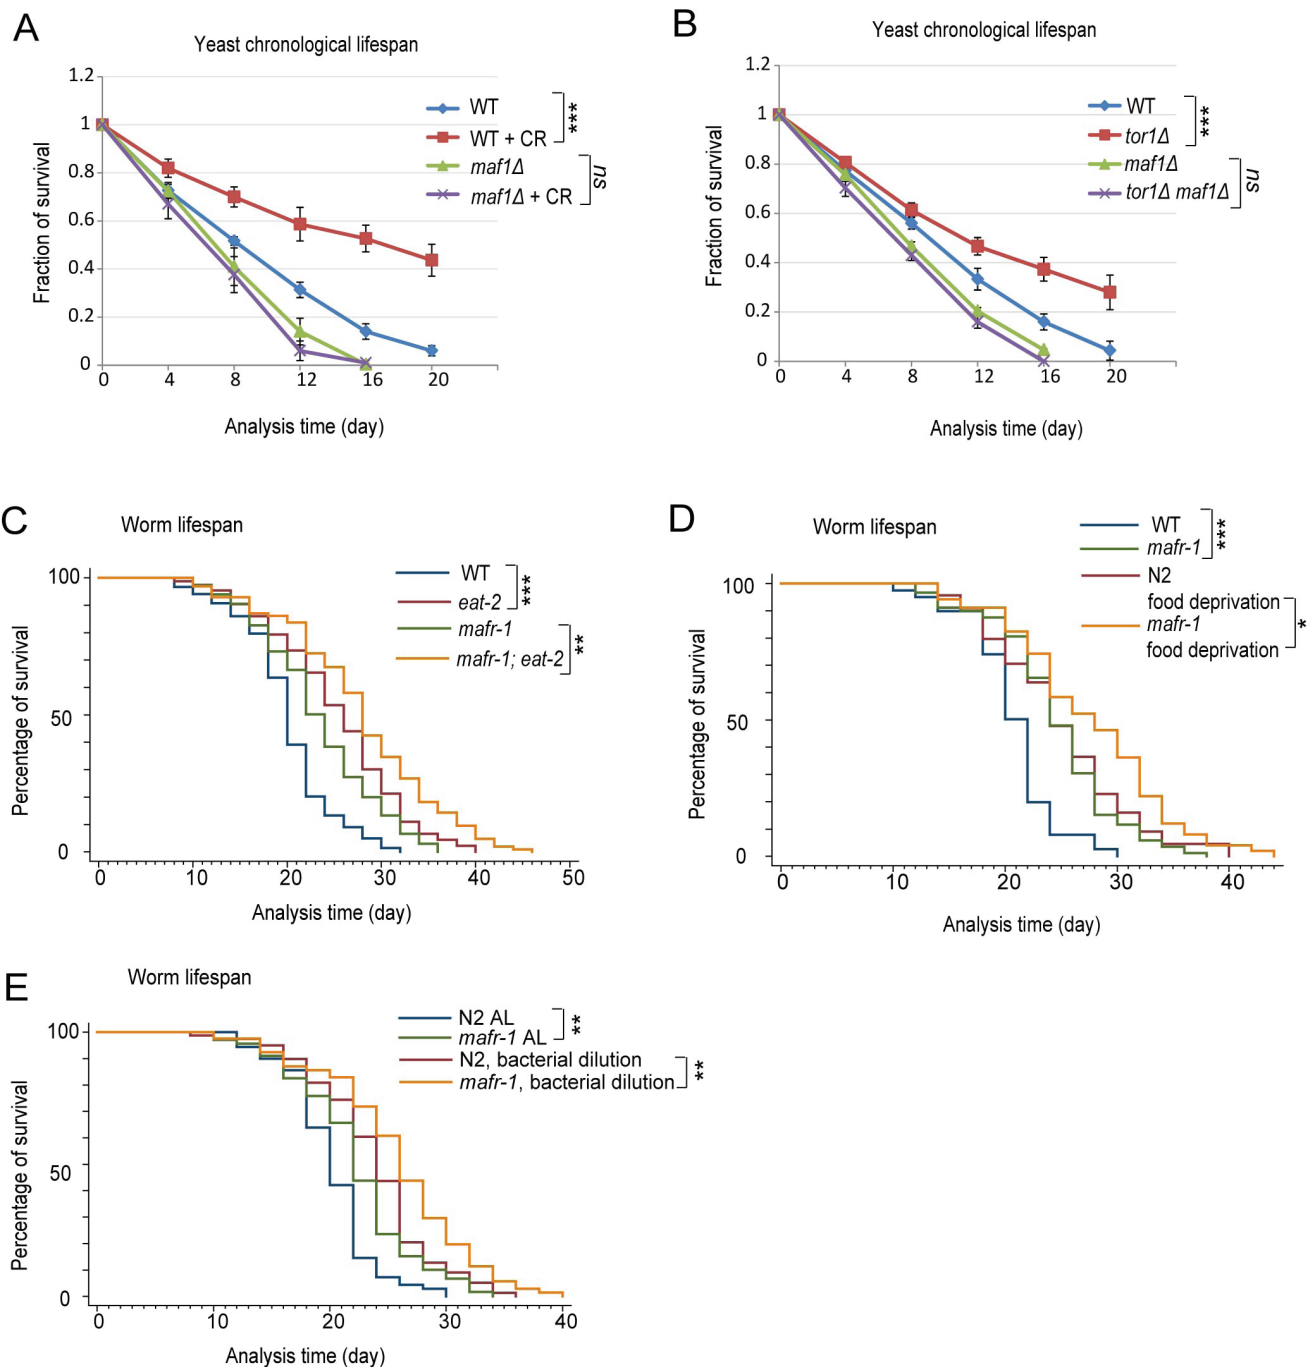 A
Yeast chronological lifespan
1.2
1
0.8
0.6
0.4
0.2
0
Fraction of survival
0 4 8 12 16 20
Analysis time (day)
WT
WT + CR
***
maf1Δ
maf1Δ + CR
ns
B
Yeast chronological lifespan
1.2
1
0.8
0.6
0.4
0.2
0
Fraction of survival
0 4 8 12 16 20
Analysis time (day)
WT
tor1Δ
***
maf1Δ
tor1Δ maf1Δ
ns
C
Worm lifespan
100
50
0
Percentage of survival
0 10 20 30 40 50
Analysis time (day)
WT
eat-2
***
mafr-1
mafr-1; eat-2
**
D
Worm lifespan
100
50
0
Percentage of survival
0 10 20 30 40
Analysis time (day)
WT
mafr-1
***
N2
food deprivation
mafr-1
food deprivation
*
E
Worm lifespan
100
50
0
Percentage of survival
0 10 20 30 40
Analysis time (day)
N2 AL
mafr-1 AL
**
N2, bacterial dilution
mafr-1, bacterial dilution
**